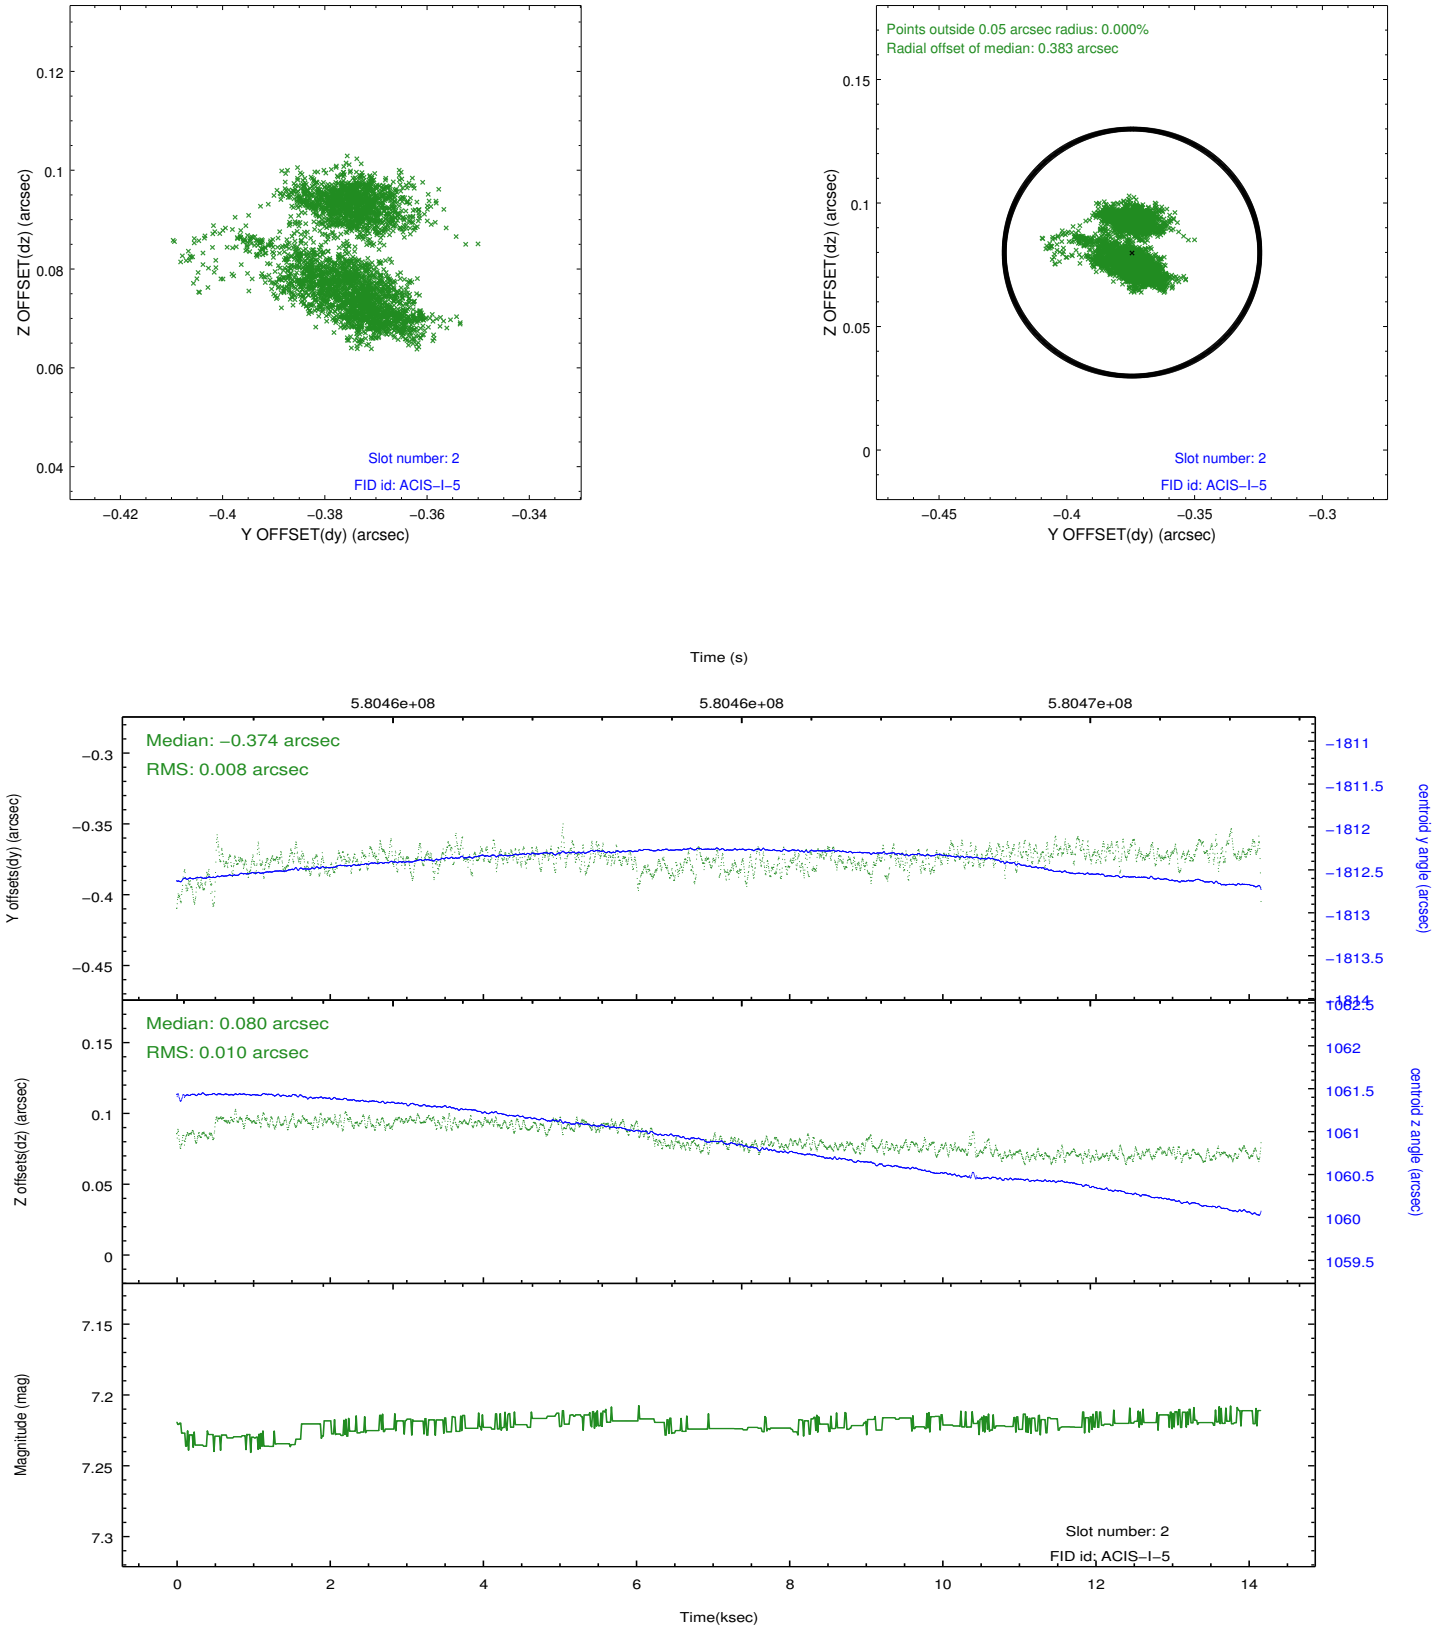 0.12
0.1
0.08
0.06
0.04
Z OFFSET(dz) (arcsec)
Slot number: 2
FID id: ACIS−I−5
−0.42
−0.4
−0.38
−0.36
−0.34
Y OFFSET(dy) (arcsec)
Points outside 0.05 arcsec radius: 0.000%
Radial offset of median: 0.383 arcsec
0.15
0.1
0.05
0
Z OFFSET(dz) (arcsec)
Slot number: 2
FID id: ACIS−I−5
−0.45
−0.4
−0.35
−0.3
Y OFFSET(dy) (arcsec)
Time (s)
5.8046e+08
5.8046e+08
5.8047e+08
Median: −0.374 arcsec
RMS: 0.008 arcsec
−0.3
−0.35
−0.4
−0.45
Y offsets(dy) (arcsec)
−1811
−1811.5
−1812
−1812.5
−1813
−1813.5
−1814
centroid y angle (arcsec)
Median: 0.080 arcsec
RMS: 0.010 arcsec
0.15
0.1
0.05
0
Z offsets(dz) (arcsec)
1062.5
1062
1061.5
1061
1060.5
1060
1059.5
centroid z angle (arcsec)
7.15
7.2
7.25
7.3
Magnitude (mag)
Slot number: 2
FID id: ACIS−I−5
0
2
4
6
8
10
12
14
Time(ksec)